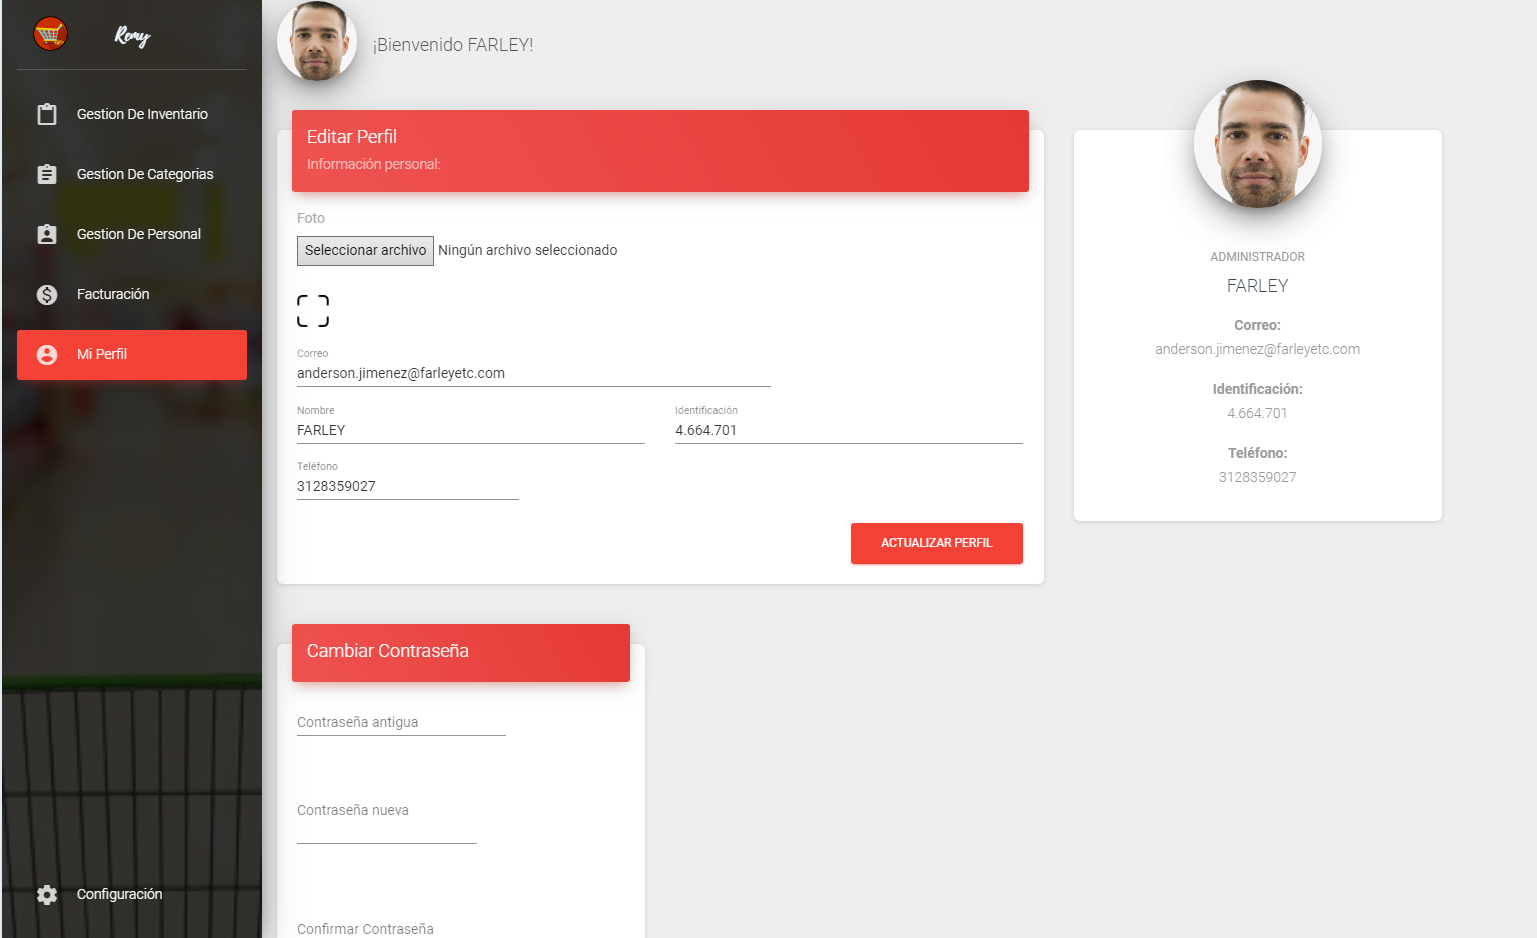 Remy
Gestion De Inventario
Gestion De Categorias
Gestion De Personal
Facturación
Mi Perfil
Configuración
¡Bienvenido FARLEY!
Editar Perfil
Información personal:
Foto
Seleccionar archivo Ningún archivo seleccionado
Correo
anderson.jimenez@farleyetc.com
Nombre
FARLEY
Identificación
4.664.701
Teléfono
3128359027
ACTUALIZAR PERFIL
ADMINISTRADOR
FARLEY
Correo:
anderson.jimenez@farleyetc.com
Identificación:
4.664.701
Teléfono:
3128359027
Cambiar Contraseña
Contraseña antigua
Contraseña nueva
Confirmar Contraseña